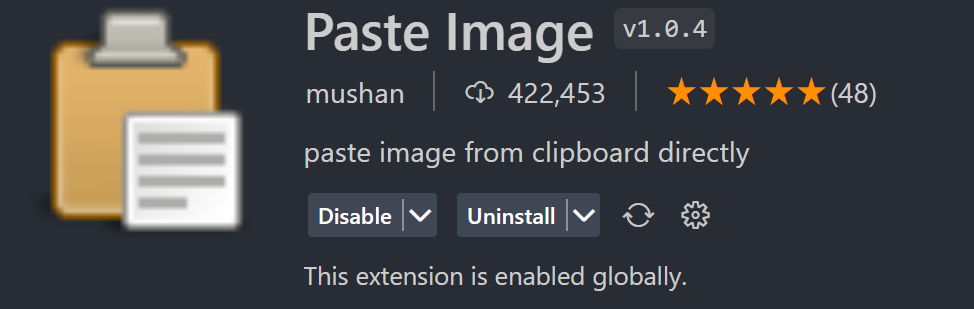 Paste Image v1.0.4
mushan 422,453 (48)
paste image from clipboard directly
Disable Uninstall
This extension is enabled globally.